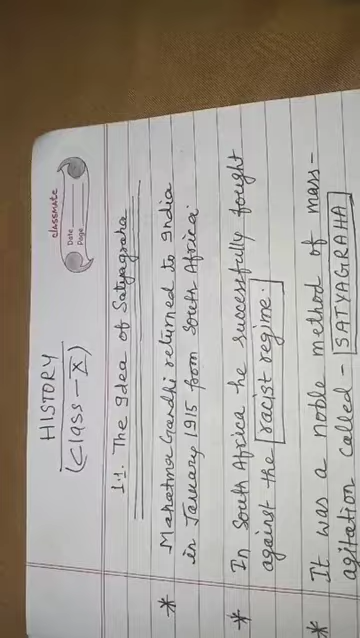 classmate
Date
Page
HISTORY
(Class - X)
1.1. The Idea of Satyagraha
* Mahatma Gandhi returned to India
in January 1915 from South Africa.
* In South Africa he successfully fought
against the racist regime.
* It was a noble method of mass-
agitation called - SATYAGRAHA